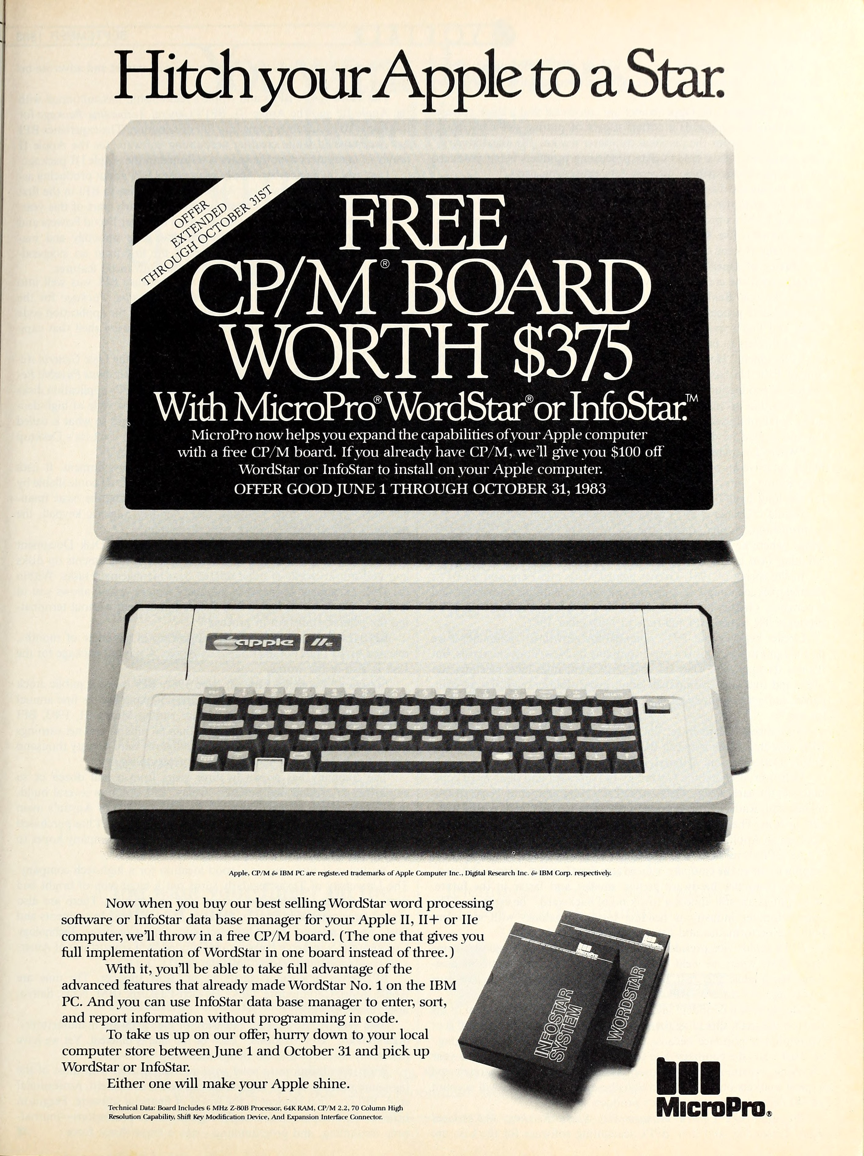 Hitch your Apple to a Star.
OFFER
EXTENDED
THROUGH OCTOBER 31ST
FREE
CP/M® BOARD
WORTH $375
With MicroPro® WordStar® or InfoStar.™
MicroPro now helps you expand the capabilities of your Apple computer
with a free CP/M board. If you already have CP/M, we'll give you $100 off
WordStar or InfoStar to install on your Apple computer.
OFFER GOOD JUNE 1 THROUGH OCTOBER 31, 1983
apple IIe
Apple, CP/M & IBM PC are registered trademarks of Apple Computer Inc., Digital Research Inc. & IBM Corp. respectively.
Now when you buy our best selling WordStar word processing
software or InfoStar data base manager for your Apple II, II+ or IIe
computer, we'll throw in a free CP/M board. (The one that gives you
full implementation of WordStar in one board instead of three.)
With it, you'll be able to take full advantage of the
advanced features that already made WordStar No. 1 on the IBM
PC. And you can use InfoStar data base manager to enter, sort,
and report information without programming in code.
To take us up on our offer, hurry down to your local
computer store between June 1 and October 31 and pick up
WordStar or InfoStar.
Either one will make your Apple shine.
INFOSTAR
SYSTEM
WORDSTAR
MicroPro®
Technical Data: Board Includes 6 MHz Z-80B Processor, 64K RAM, CP/M 2.2, 70 Column High
Resolution Capability, Shift Key Modification Device, And Expansion Interface Connector.